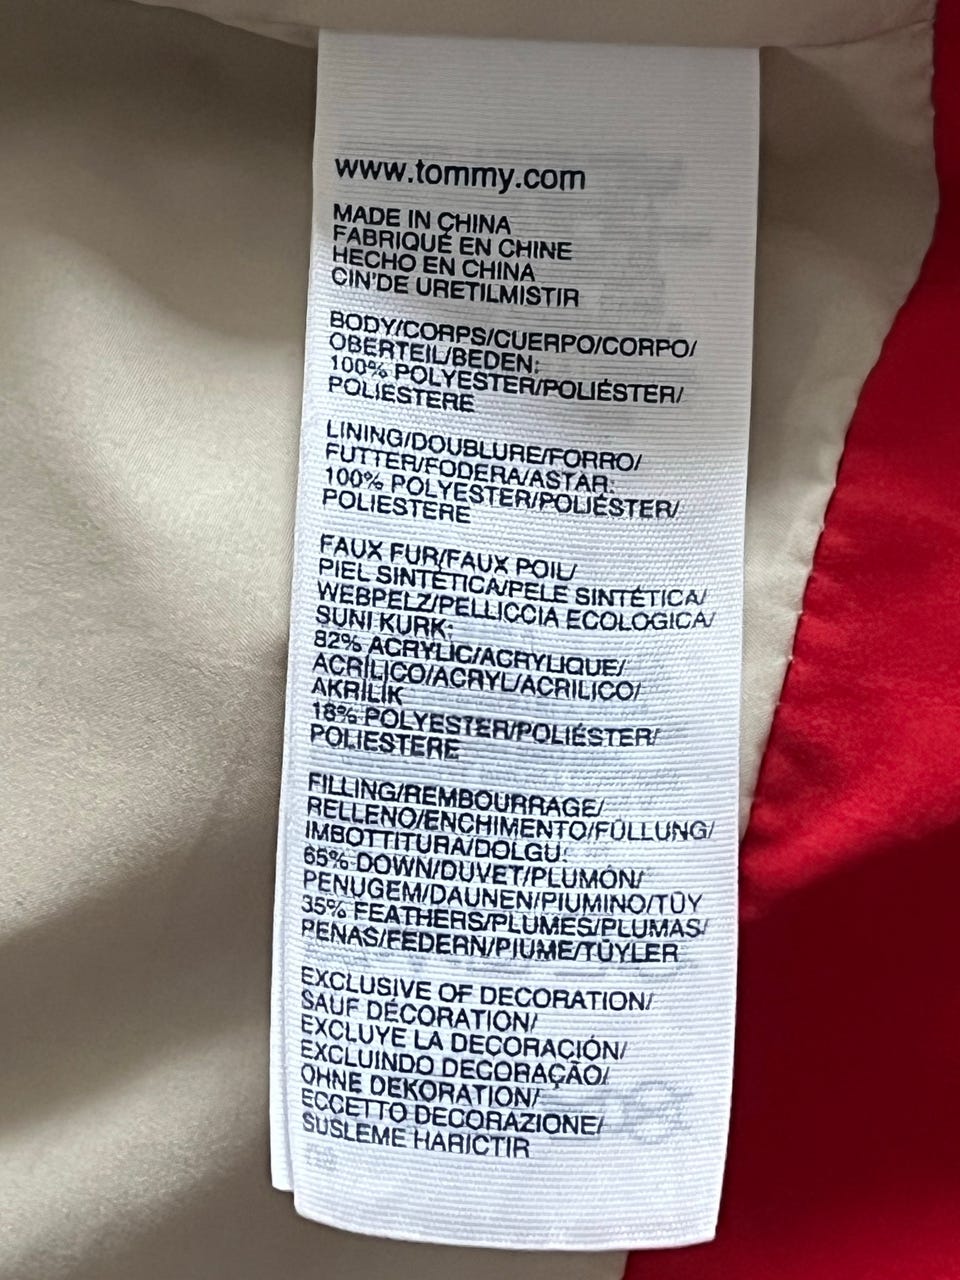 www.tommy.com
MADE IN CHINA
FABRIQUÉ EN CHINE
HECHO EN CHINA
CIN'DE URETILMISTIR
BODY/CORPS/CUERPO/CORPO/
OBERTEIL/BEDEN:
100% POLYESTER/POLIÉSTER/
POLIESTERE
LINING/DOUBLURE/FORRO/
FUTTER/FODERA/ASTAR:
100% POLYESTER/POLIÉSTER/
POLIESTERE
FAUX FUR/FAUX POIL/
PIEL SINTÉTICA/PELE SINTÉTICA/
WEBPELZ/PELLICCIA ECOLOGICA/
SUNI KURK:
82% ACRYLIC/ACRYLIQUE/
ACRÍLICO/ACRYL/ACRILICO/
AKRİLİK
18% POLYESTER/POLIÉSTER/
POLIESTERE
FILLING/REMBOURRAGE/
RELLENO/ENCHIMENTO/FÜLLUNG/
IMBOTTITURA/DOLGU:
65% DOWN/DUVET/PLUMÓN/
PENUGEM/DAUNEN/PIUMINO/TÜY
35% FEATHERS/PLUMES/PLUMAS/
PENAS/FEDERN/PIUME/TÜYLER
EXCLUSIVE OF DECORATION/
SAUF DÉCORATION/
EXCLUYE LA DECORACIÓN/
EXCLUINDO DECORAÇÃO/
OHNE DEKORATION/
ECCETTO DECORAZIONE/
SUSLEME HARICTIR